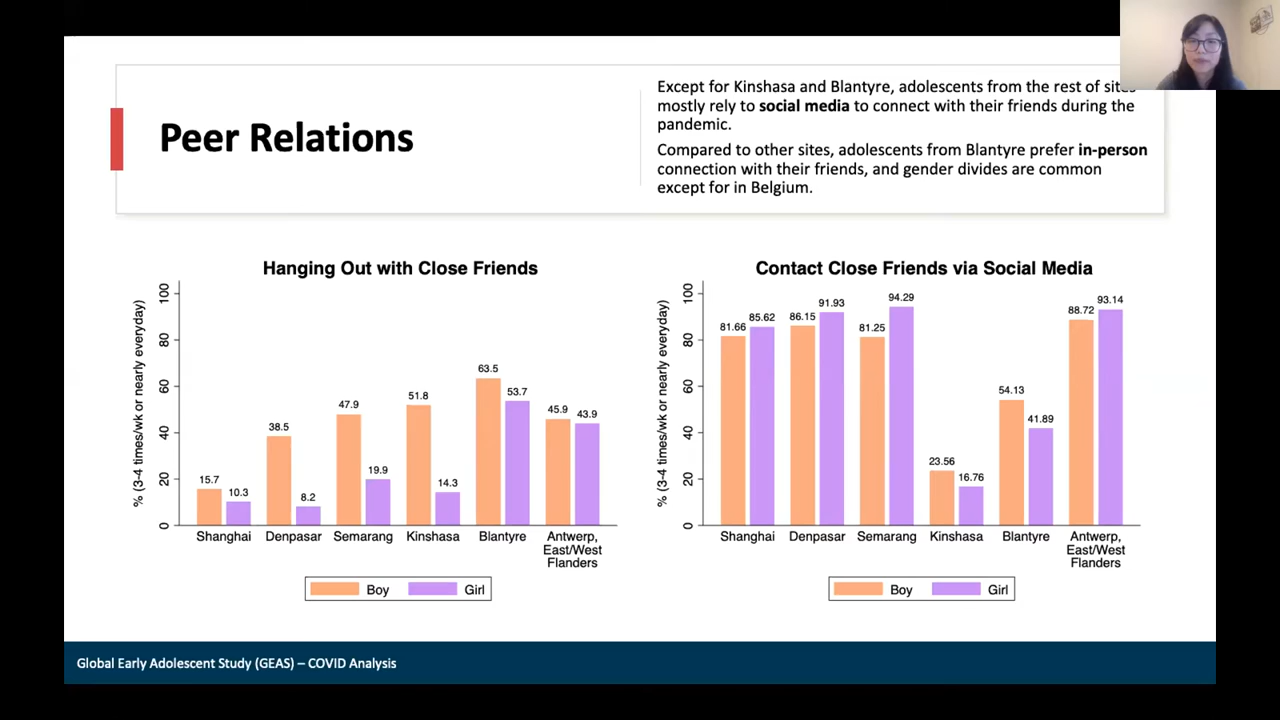 Peer Relations
Except for Kinshasa and Blantyre, adolescents from the rest of sites
mostly rely to social media to connect with their friends during the
pandemic.
Compared to other sites, adolescents from Blantyre prefer in-person
connection with their friends, and gender divides are common
except for in Belgium.
Hanging Out with Close Friends
% (3-4 times/wk or nearly everyday)
100
80
60
40
20
0
15.7
10.3
38.5
8.2
47.9
19.9
51.8
14.3
63.5
53.7
45.9
43.9
Shanghai
Denpasar
Semarang
Kinshasa
Blantyre
Antwerp,
East/West
Flanders
Boy
Girl
Contact Close Friends via Social Media
% (3-4 times/wk or nearly everyday)
100
80
60
40
20
0
81.66
85.62
86.15
91.93
81.25
94.29
23.56
16.76
54.13
41.89
88.72
93.14
Shanghai
Denpasar
Semarang
Kinshasa
Blantyre
Antwerp,
East/West
Flanders
Boy
Girl
Global Early Adolescent Study (GEAS) – COVID Analysis